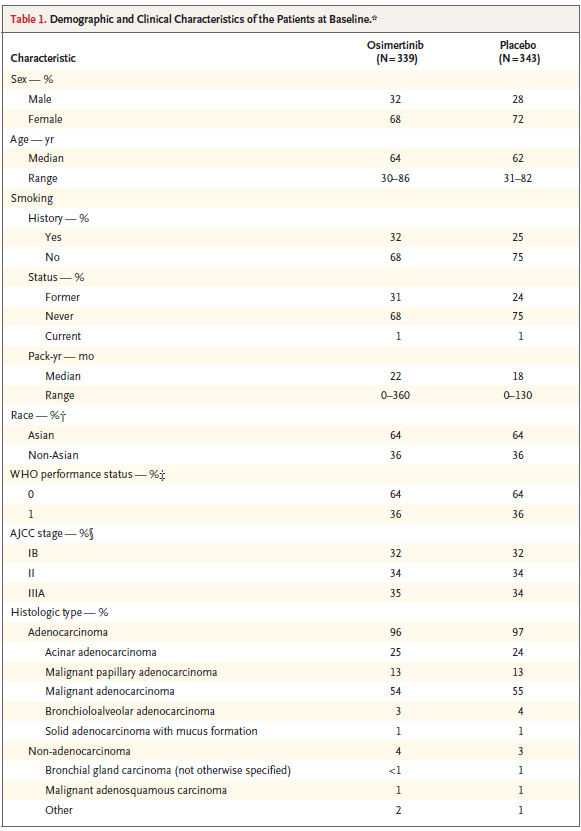 Table 1. Demographic and Clinical Characteristics of the Patients at Baseline.*
Characteristic Osimertinib (N=339) Placebo (N=343)
Sex — %
Male 32 28
Female 68 72
Age — yr
Median 64 62
Range 30–86 31–82
Smoking
History — %
Yes 32 25
No 68 75
Status — %
Former 31 24
Never 68 75
Current 1 1
Pack-yr — mo
Median 22 18
Range 0–360 0–130
Race — %†
Asian 64 64
Non-Asian 36 36
WHO performance status — %‡
0 64 64
1 36 36
AJCC stage — %§
IB 32 32
II 34 34
IIIA 35 34
Histologic type — %
Adenocarcinoma 96 97
Acinar adenocarcinoma 25 24
Malignant papillary adenocarcinoma 13 13
Malignant adenocarcinoma 54 55
Bronchioloalveolar adenocarcinoma 3 4
Solid adenocarcinoma with mucus formation 1 1
Non-adenocarcinoma 4 3
Bronchial gland carcinoma (not otherwise specified) <1 1
Malignant adenosquamous carcinoma 1 1
Other 2 1